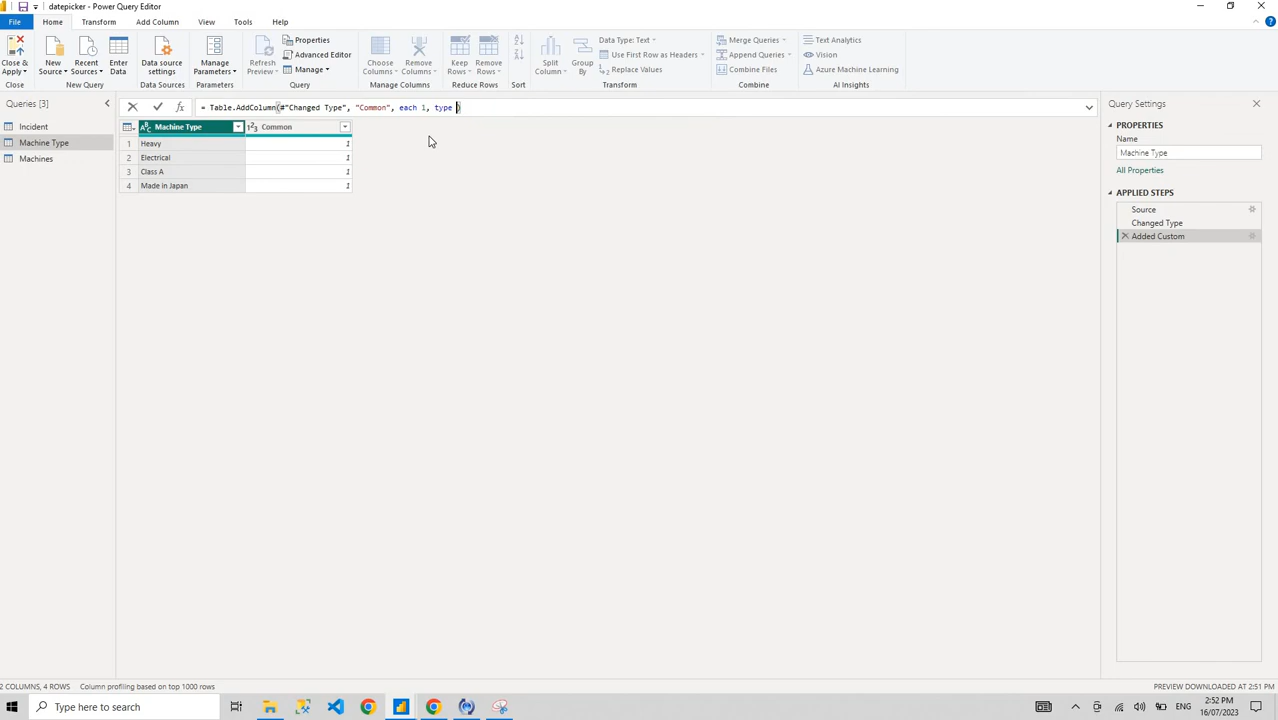 datepicker - Power Query Editor
File Home Transform Add Column View Tools Help
Close & Apply
New Source
Recent Sources
Enter Data
Data source settings
Manage Parameters
Refresh Preview
Properties
Advanced Editor
Manage
Choose Columns
Remove Columns
Keep Rows
Remove Rows
Split Column
Group By
Data Type: Text
Use First Row as Headers
Replace Values
Merge Queries
Append Queries
Combine Files
Text Analytics
Vision
Azure Machine Learning
Close New Query Data Sources Parameters Query Manage Columns Reduce Rows Sort Transform Combine AI Insights
Queries [3]
Incident
Machine Type
Machines
fx
= Table.AddColumn(#"Changed Type", "Common", each 1, type )
Machine Type Common
1 Heavy 1
2 Electrical 1
3 Class A 1
4 Made in Japan 1
Query Settings
PROPERTIES
Name
Machine Type
All Properties
APPLIED STEPS
Source
Changed Type
Added Custom
2 COLUMNS, 4 ROWS Column profiling based on top 1000 rows
PREVIEW DOWNLOADED AT 2:51 PM
Type here to search
ENG
2:52 PM
16/07/2023